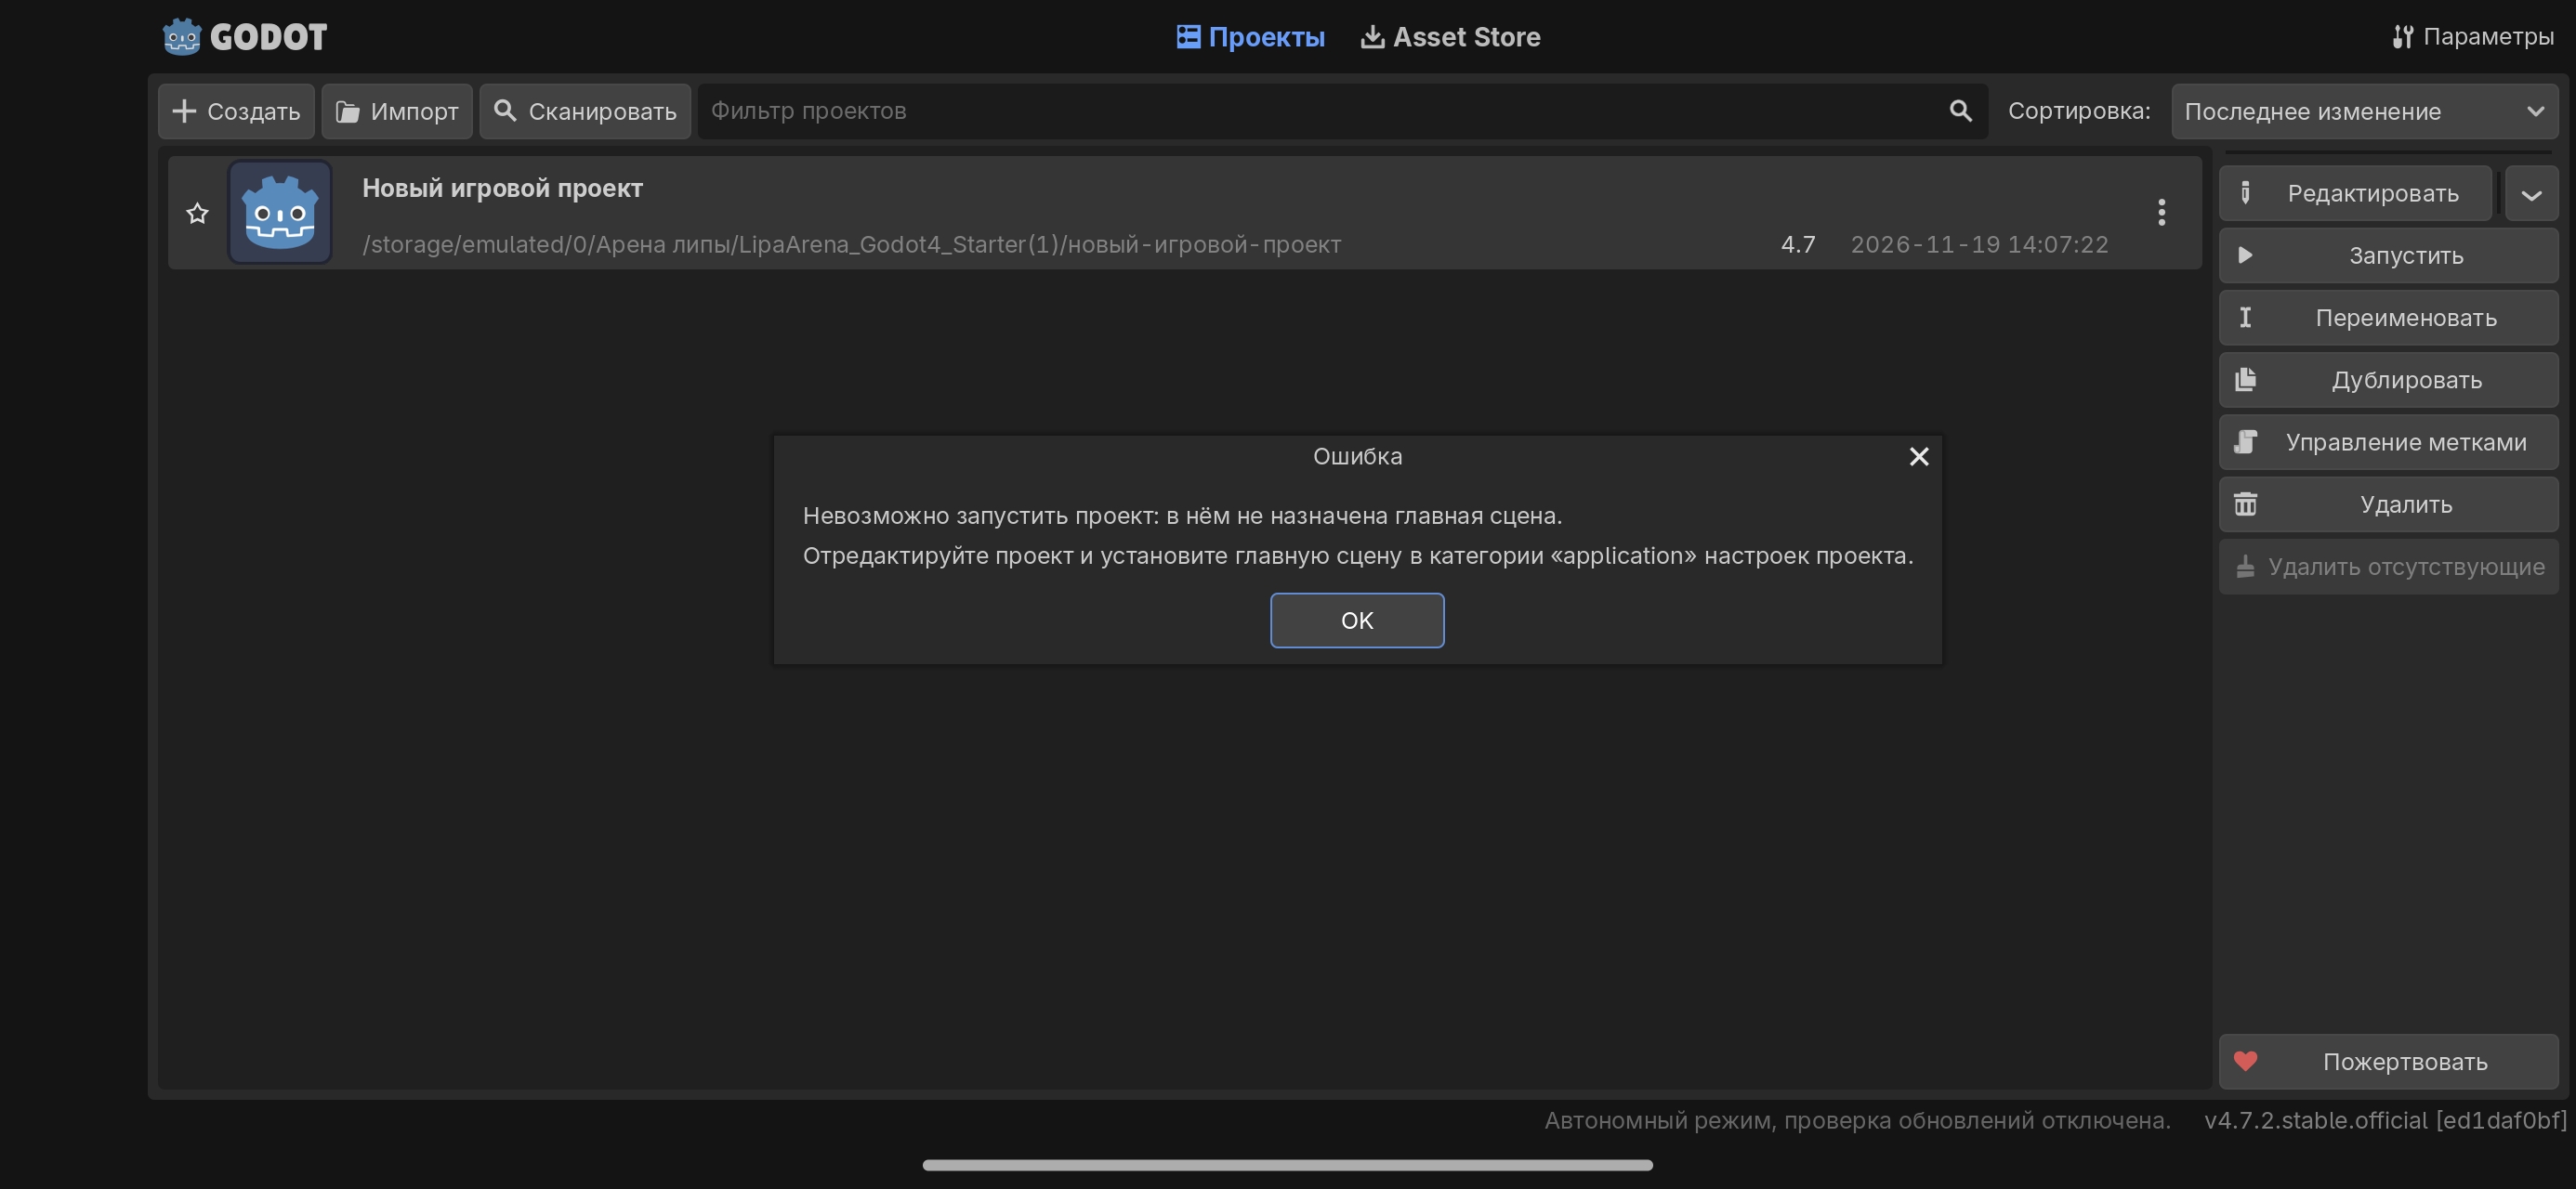 GODOT
Проекты
Asset Store
Параметры
Создать
Импорт
Сканировать
Фильтр проектов
Сортировка:
Последнее изменение
Новый игровой проект
/storage/emulated/0/Арена липы/LipaArena_Godot4_Starter(1)/новый-игровой-проект
4.7
2026-11-19 14:07:22
Редактировать
Запустить
Переименовать
Дублировать
Управление метками
Удалить
Удалить отсутствующие
Ошибка
Невозможно запустить проект: в нём не назначена главная сцена.
Отредактируйте проект и установите главную сцену в категории «application» настроек проекта.
OK
Пожертвовать
Автономный режим, проверка обновлений отключена.
v4.7.2.stable.official [ed1daf0bf]